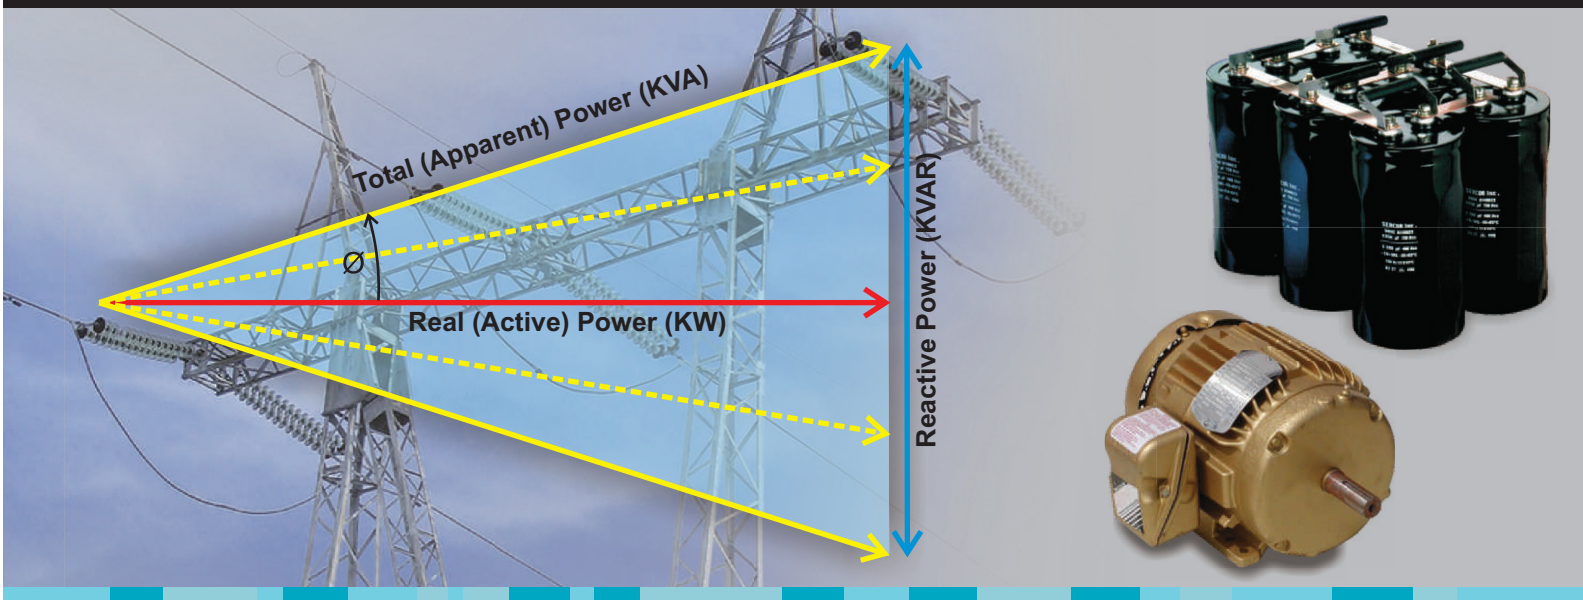 Total (Apparent) Power (KVA)
Ø
Real (Active) Power (KW)
Reactive Power (KVAR)